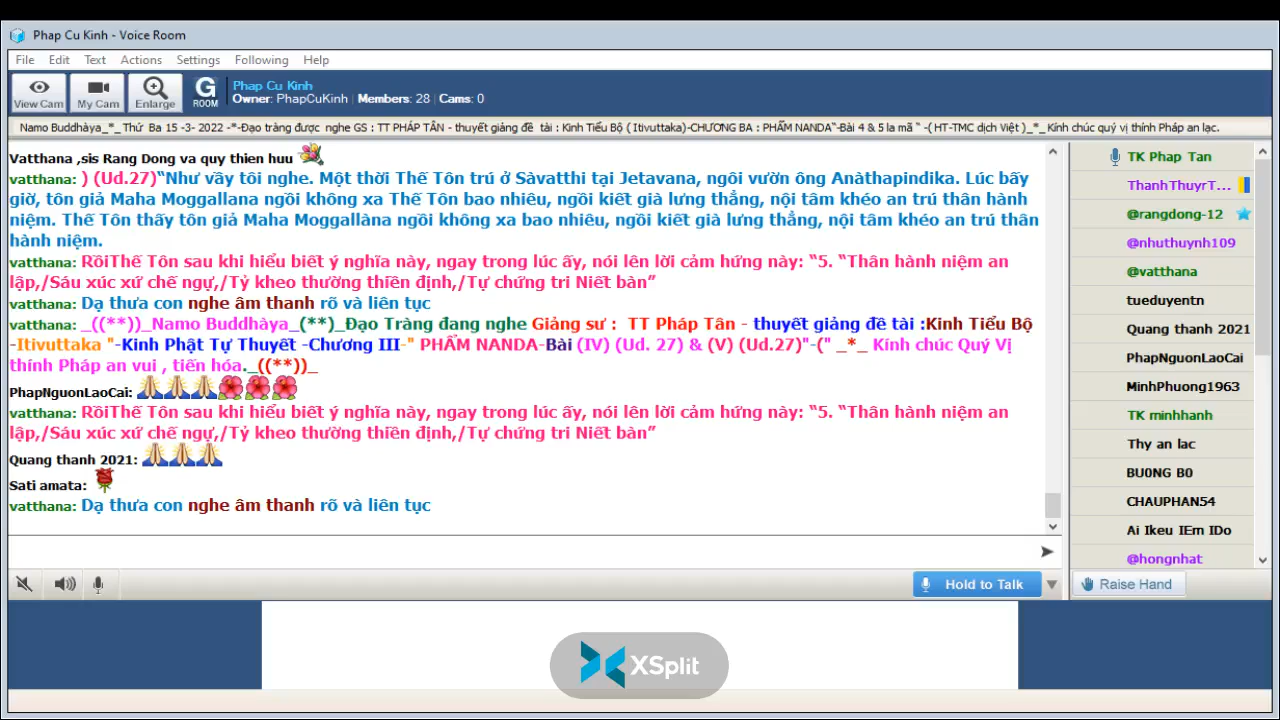 Phap Cu Kinh - Voice Room
File Edit Text Actions Settings Following Help
View Cam My Cam Enlarge G ROOM
Phap Cu Kinh
Owner: PhapCuKinh Members: 28 Cams: 0
Namo Buddhàya_*_ Thứ Ba 15 -3- 2022 -*-Đạo tràng được nghe GS : TT PHÁP TÂN - thuyết giảng đề tài : Kinh Tiểu Bộ ( Itivuttaka)-CHƯƠNG BA : PHẨM NANDA"-Bài 4 & 5 la mã " -( HT-TMC dịch Việt )_*_ Kính chúc quý vị thính Pháp an lạc.
Vatthana ,sis Rang Dong va quy thien huu
vatthana: ) (Ud.27)“Như vầy tôi nghe. Một thời Thế Tôn trú ở Sàvatthi tại Jetavana, ngôi vườn ông Anàthapindika. Lúc bấy
giờ, tôn giả Maha Moggallana ngồi không xa Thế Tôn bao nhiêu, ngồi kiết già lưng thẳng, nội tâm khéo an trú thân hành
niệm. Thế Tôn thấy tôn giả Maha Moggallàna ngồi không xa bao nhiêu, ngồi kiết già lưng thẳng, nội tâm khéo an trú thân
hành niệm.
vatthana: RồiThế Tôn sau khi hiểu biết ý nghĩa này, ngay trong lúc ấy, nói lên lời cảm hứng này: “5. “Thân hành niệm an
lập,/Sáu xúc xứ chế ngự,/Tỷ kheo thường thiền định,/Tự chứng tri Niết bàn”
vatthana: Dạ thưa con nghe âm thanh rõ và liên tục
vatthana: _((**))_Namo Buddhàya_(**)_Đạo Tràng đang nghe Giảng sư : TT Pháp Tân - thuyết giảng đề tài :Kinh Tiểu Bộ
-Itivuttaka "-Kinh Phật Tự Thuyết -Chương III-" PHẨM NANDA-Bài (IV) (Ud. 27) & (V) (Ud.27)"-(" _*_ Kính chúc Quý Vị
thính Pháp an vui , tiến hóa._((**))_
PhapNguonLaoCai:
vatthana: RồiThế Tôn sau khi hiểu biết ý nghĩa này, ngay trong lúc ấy, nói lên lời cảm hứng này: “5. “Thân hành niệm an
lập,/Sáu xúc xứ chế ngự,/Tỷ kheo thường thiền định,/Tự chứng tri Niết bàn”
Quang thanh 2021:
Sati amata:
vatthana: Dạ thưa con nghe âm thanh rõ và liên tục
TK Phap Tan
ThanhThuyrT...
@rangdong-12
@nhuthuynh109
@vatthana
tueduyentn
Quang thanh 2021
PhapNguonLaoCai
MinhPhuong1963
TK minhhanh
Thy an lac
BU0NG B0
CHAUPHAN54
Ai Ikeu IEm IDo
@hongnhat
Hold to Talk
Raise Hand
XSplit